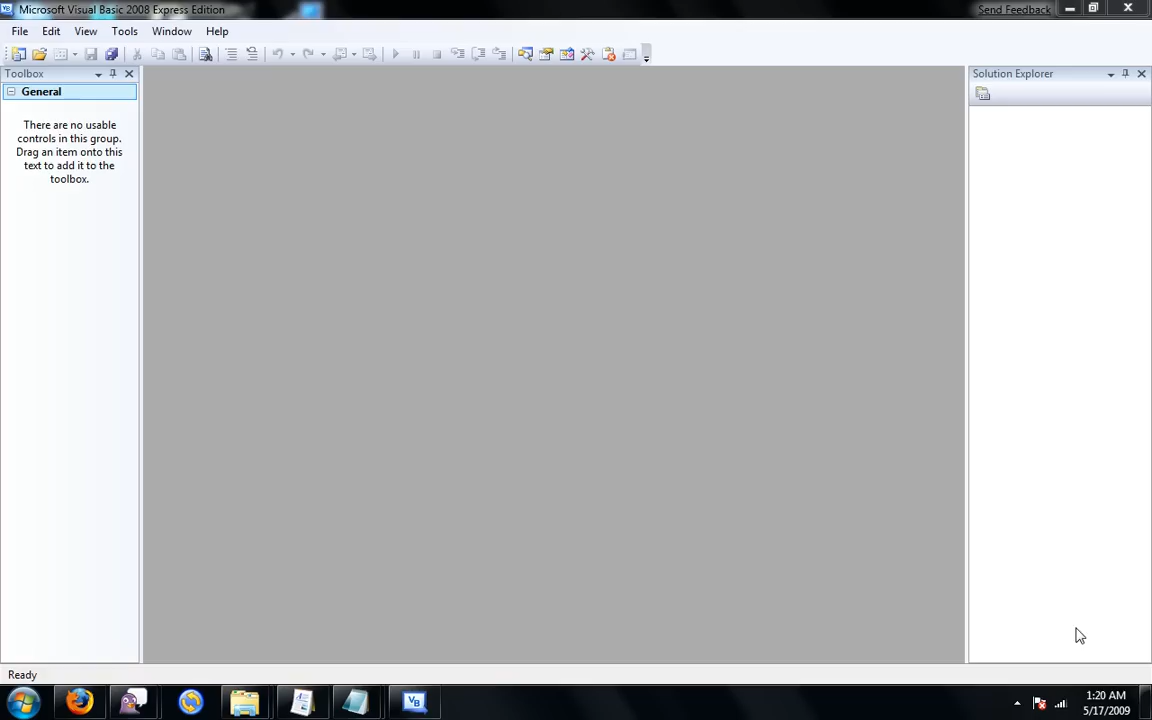 Microsoft Visual Basic 2008 Express Edition
Send Feedback
File Edit View Tools Window Help
Toolbox
Solution Explorer
General
There are no usable
controls in this group.
Drag an item onto this
text to add it to the
toolbox.
Ready
VB
1:20 AM
5/17/2009